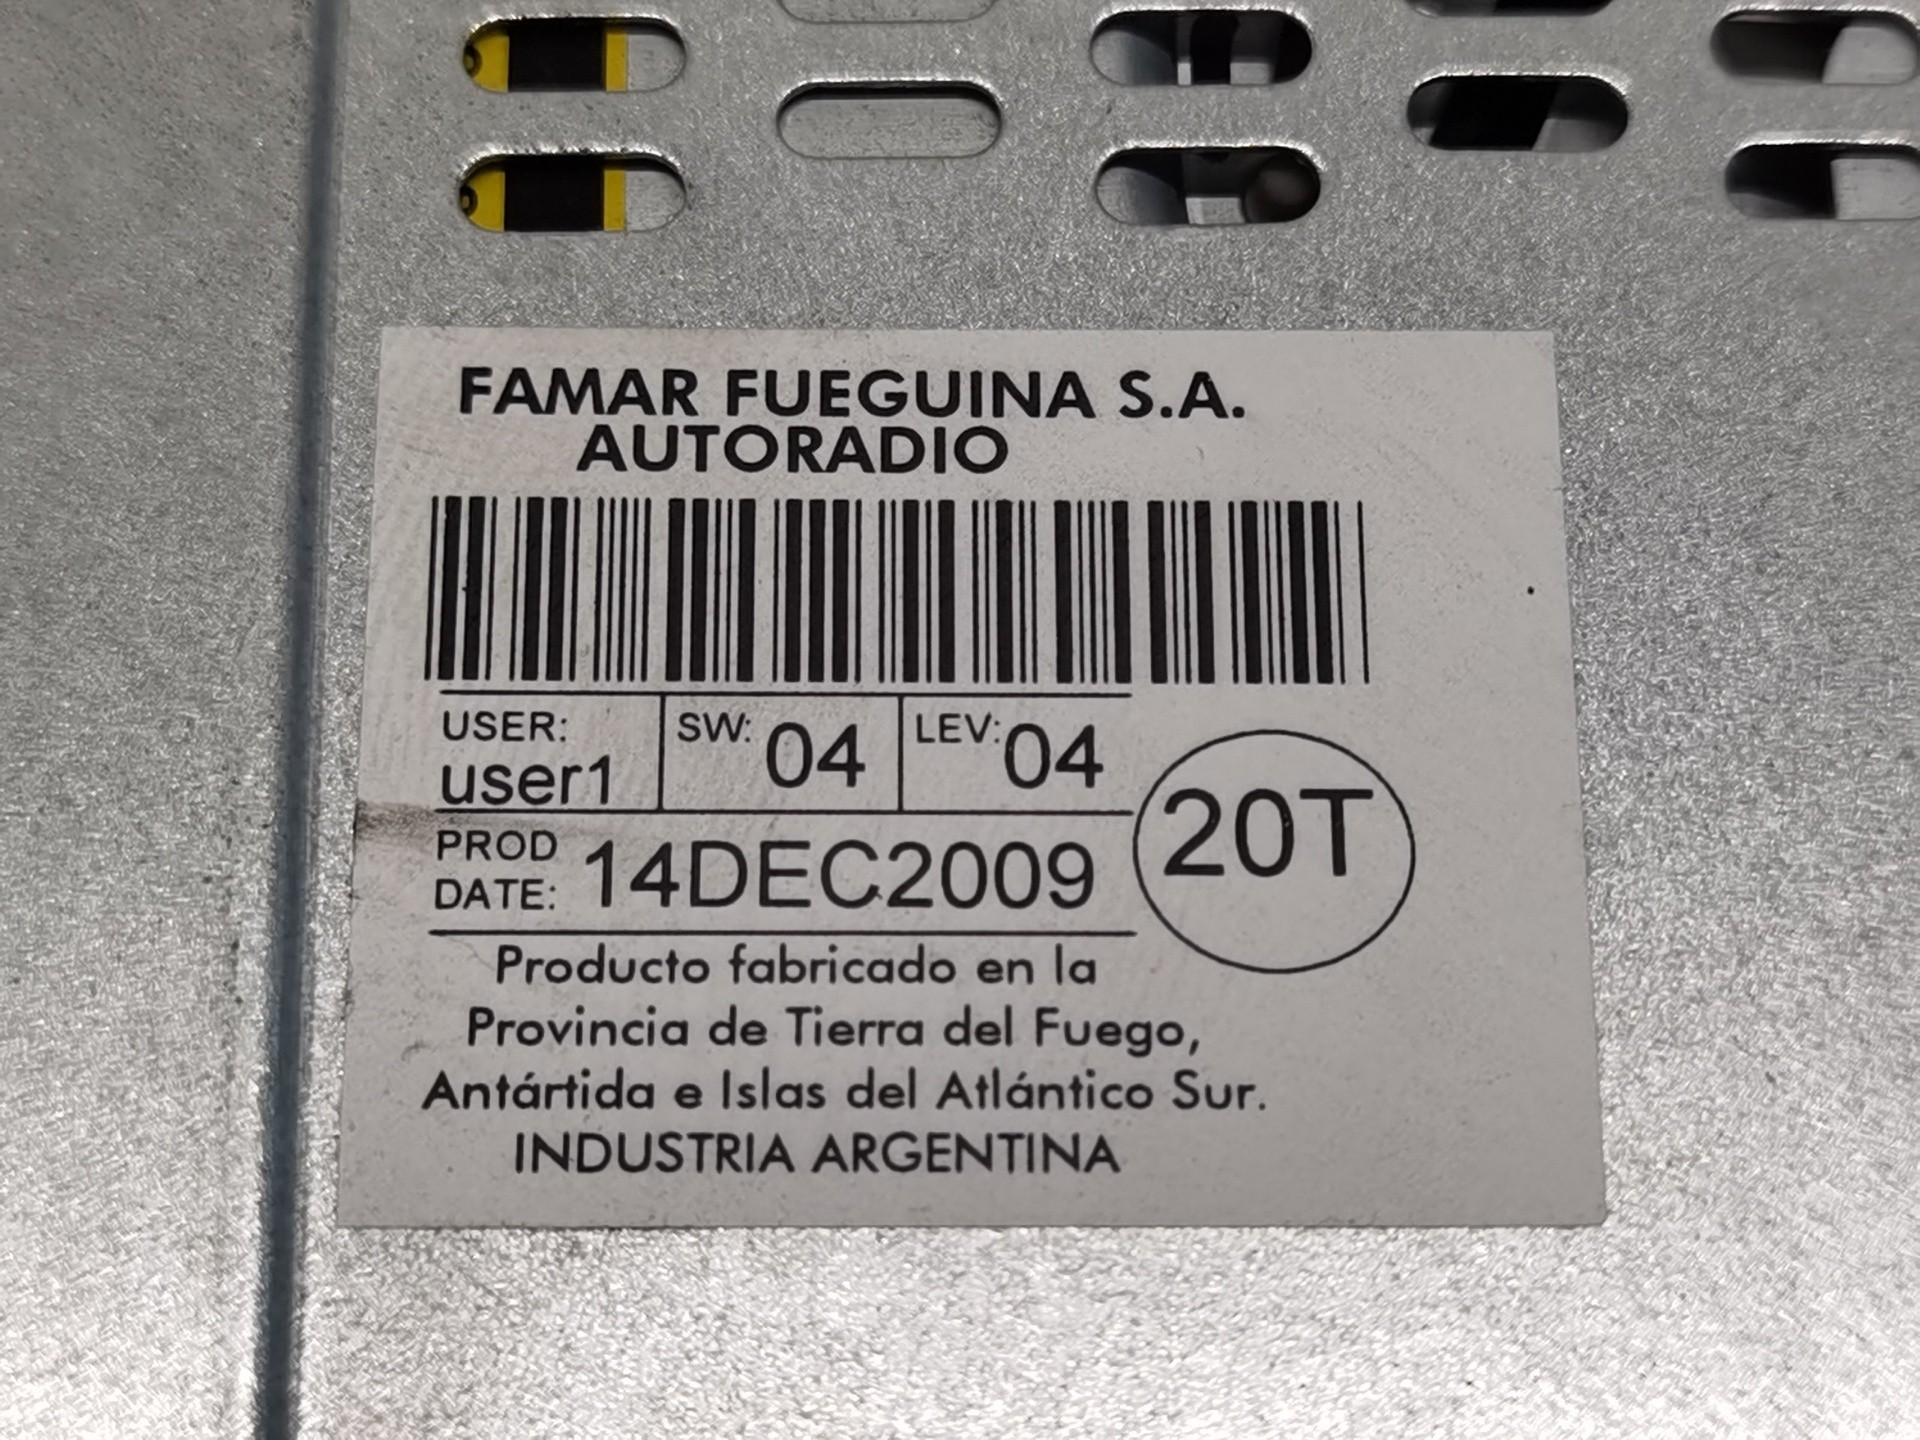 FAMAR FUEGUINA S.A.
AUTORADIO
USER: user1 SW: 04 LEV: 04
20T
PROD DATE: 14DEC2009
Producto fabricado en la
Provincia de Tierra del Fuego,
Antártida e Islas del Atlántico Sur.
INDUSTRIA ARGENTINA